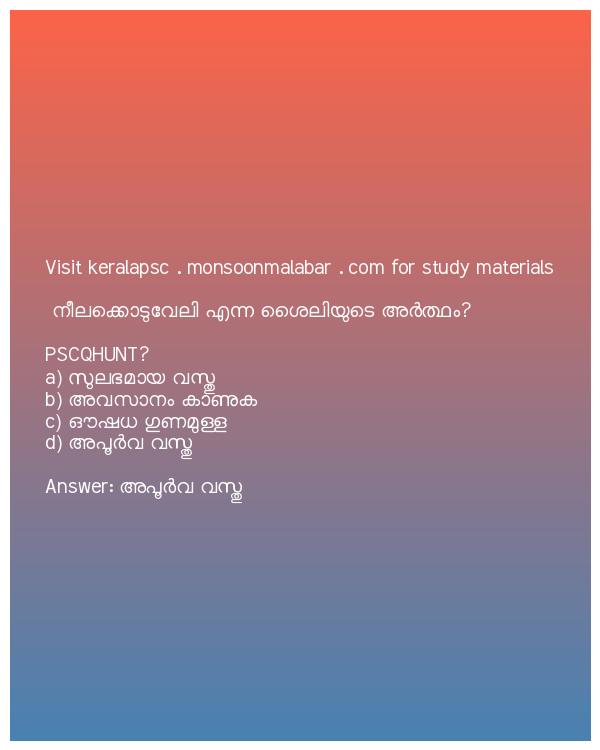 Visit keralapsc . monsoonmalabar . com for study materials
നീലക്കൊടുവേലി എന്ന ശൈലിയുടെ അർത്ഥം?
PSCQHUNT?
a) സുലഭമായ വസ്തു
b) അവസാനം കാണുക
c) ഔഷധ ഗുണമുള്ള
d) അപൂർവ വസ്തു
Answer: അപൂർവ വസ്തു